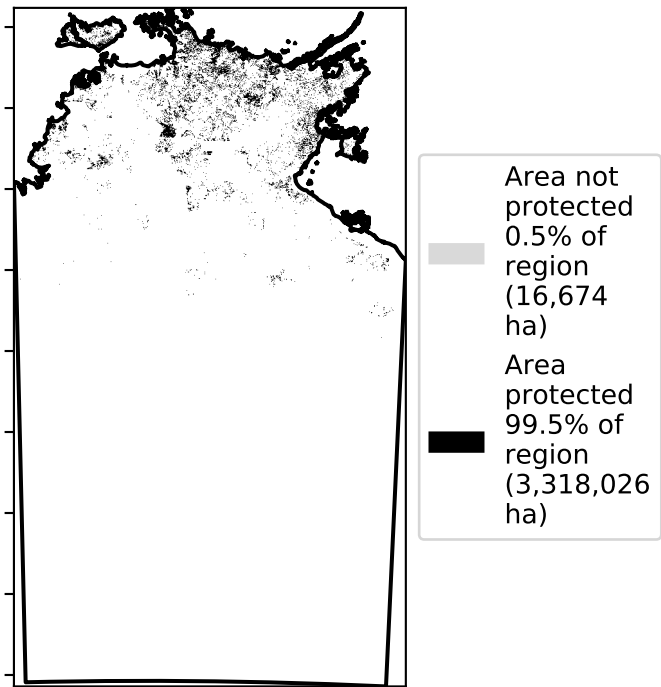 Area not
protected
0.5% of
region
(16,674
ha)
Area
protected
99.5% of
region
(3,318,026
ha)